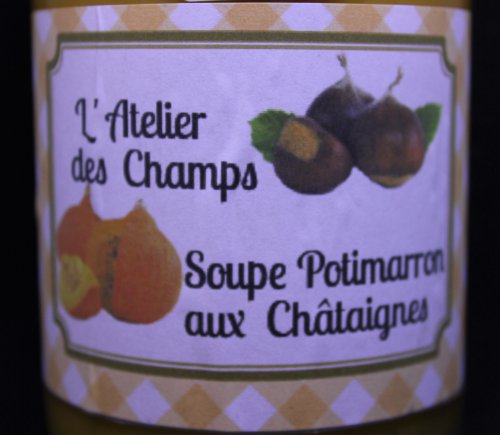 L'Atelier
des Champs
Soupe Potimarron
aux Châtaignes